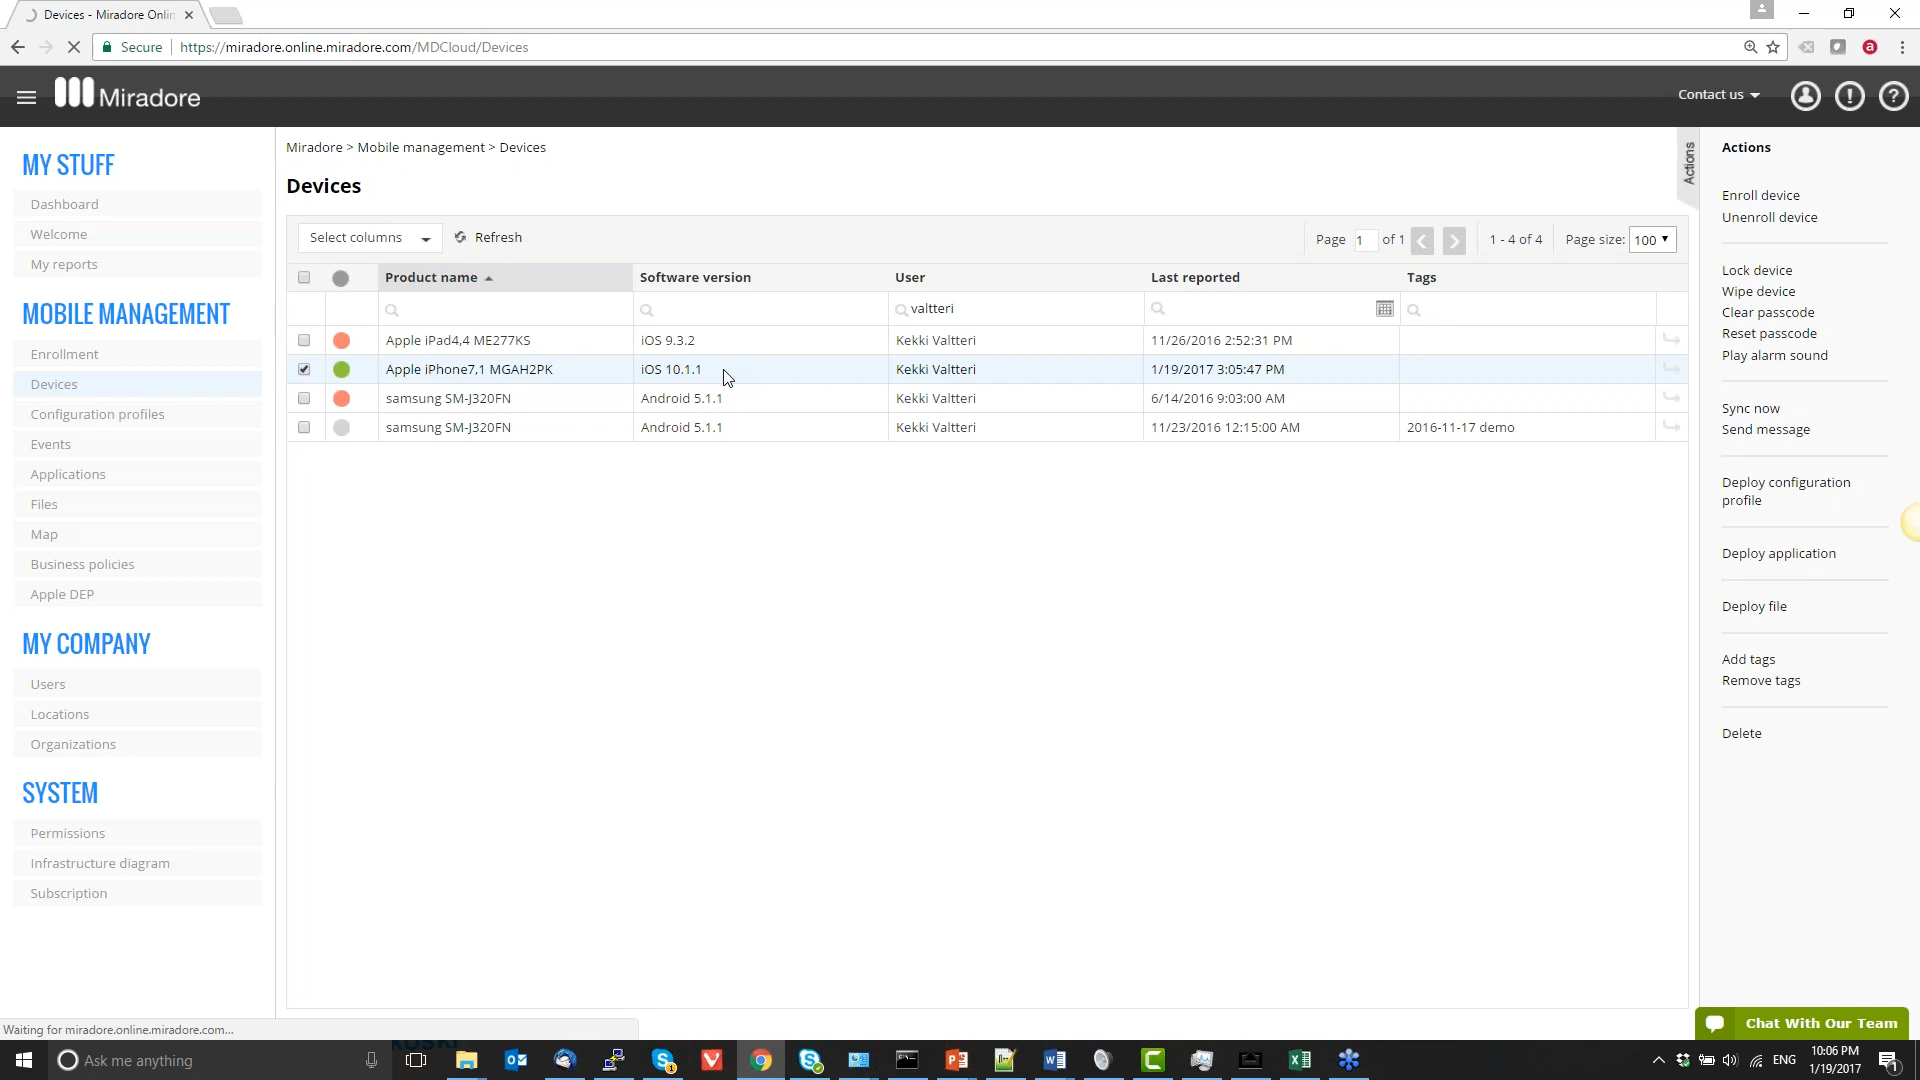 Devices - Miradore Onlin
Secure
https://miradore.online.miradore.com/MDCloud/Devices
Miradore
Contact us
MY STUFF
Dashboard
Welcome
My reports
MOBILE MANAGEMENT
Enrollment
Devices
Configuration profiles
Events
Applications
Files
Map
Business policies
Apple DEP
MY COMPANY
Users
Locations
Organizations
SYSTEM
Permissions
Infrastructure diagram
Subscription
Miradore > Mobile management > Devices
Devices
Select columns
Refresh
Page 1 of 1
1 - 4 of 4
Page size: 100
Product name
Software version
User
Last reported
Tags
valtteri
Apple iPad4,4 ME277KS iOS 9.3.2 Kekki Valtteri 11/26/2016 2:52:31 PM
Apple iPhone7,1 MGAH2PK iOS 10.1.1 Kekki Valtteri 1/19/2017 3:05:47 PM
samsung SM-J320FN Android 5.1.1 Kekki Valtteri 6/14/2016 9:03:00 AM
samsung SM-J320FN Android 5.1.1 Kekki Valtteri 11/23/2016 12:15:00 AM 2016-11-17 demo
Actions
Actions
Enroll device
Unenroll device
Lock device
Wipe device
Clear passcode
Reset passcode
Play alarm sound
Sync now
Send message
Deploy configuration
profile
Deploy application
Deploy file
Add tags
Remove tags
Delete
Chat With Our Team
Waiting for miradore.online.miradore.com...
Ask me anything
ENG
10:06 PM
1/19/2017